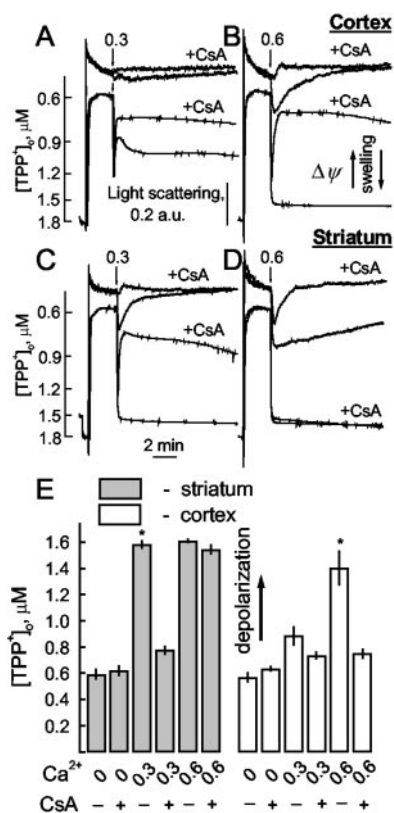 Cortex
A 0.3 B 0.6
+CsA +CsA
0.6
+CsA +CsA
0.9
1.2
1.5
1.8
[TPP+]o, μM
Light scattering,
0.2 a.u.
Δψ
swelling
Striatum
C 0.3 D 0.6
+CsA +CsA
0.6
+CsA
0.9
1.2
+CsA
1.5
1.8
[TPP+]o, μM
2 min
E
- striatum
- cortex
1.6
1.4
1.2
1.0
0.8
0.6
0.4
0.2
[TPP+]o, μM
* *
depolarization
Ca2+ 0 0 0.3 0.3 0.6 0.6 0 0 0.3 0.3 0.6 0.6
CsA – + – + – + – + – + – +